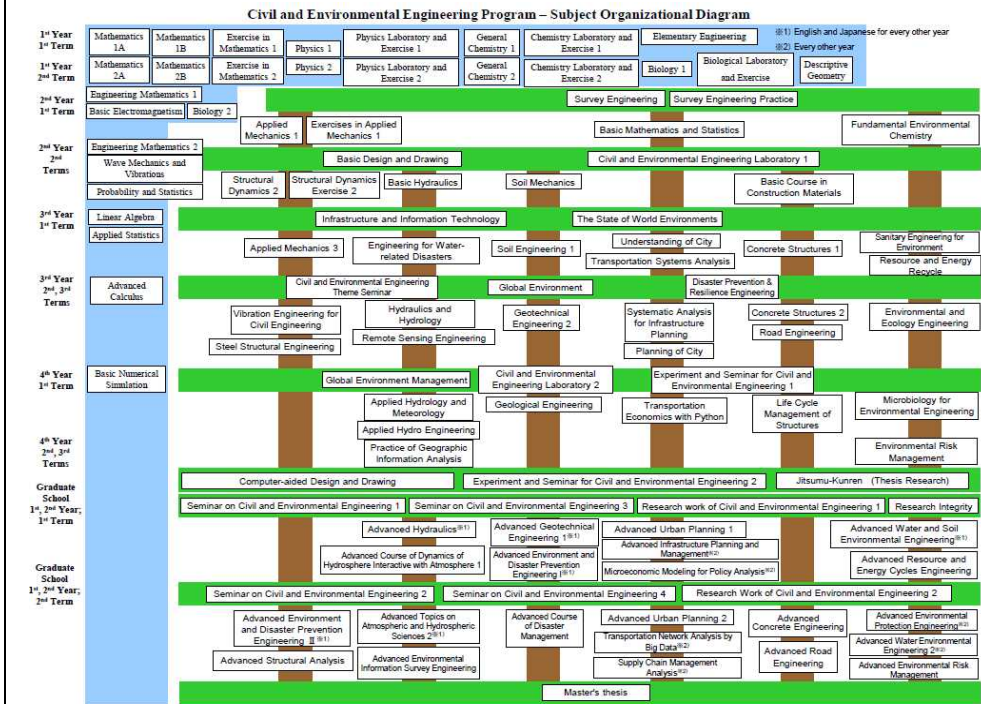 Civil and Environmental Engineering Program – Subject Organizational Diagram
※1) English and Japanese for every other year
※2) Every other year
1st Year
1st Term
Mathematics
1A
Mathematics
1B
Exercise in
Mathematics 1
Physics 1
Physics Laboratory and
Exercise 1
General
Chemistry 1
Chemistry Laboratory and
Exercise 1
Elementary Engineering
1st Year
2nd Term
Mathematics
2A
Mathematics
2B
Exercise in
Mathematics 2
Physics 2
Physics Laboratory and
Exercise 2
General
Chemistry 2
Chemistry Laboratory and
Exercise 2
Biology 1
Biological Laboratory
and Exercise
Descriptive
Geometry
2nd Year
1st Term
Engineering Mathematics 1
Basic Electromagnetism
Biology 2
Survey Engineering
Survey Engineering Practice
Applied
Mechanics 1
Exercises in Applied
Mechanics 1
Basic Mathematics and Statistics
Fundamental Environmental
Chemistry
2nd Year
2nd
Terms
Engineering Mathematics 2
Wave Mechanics and
Vibrations
Probability and Statistics
Basic Design and Drawing
Civil and Environmental Engineering Laboratory 1
Structural
Dynamics 2
Structural Dynamics
Exercise 2
Basic Hydraulics
Soil Mechanics
Basic Course in
Construction Materials
3rd Year
1st Term
Linear Algebra
Applied Statistics
Infrastructure and Information Technology
The State of World Environments
Applied Mechanics 3
Engineering for Water-
related Disasters
Soil Engineering 1
Understanding of City
Transportation Systems Analysis
Concrete Structures 1
Sanitary Engineering for
Environment
Resource and Energy
Recycle
3rd Year
2nd, 3rd
Terms
Advanced
Calculus
Civil and Environmental Engineering
Theme Seminar
Global Environment
Disaster Prevention &
Resilience Engineering
Vibration Engineering for
Civil Engineering
Steel Structural Engineering
Hydraulics and
Hydrology
Remote Sensing Engineering
Geotechnical
Engineering 2
Systematic Analysis
for Infrastructure
Planning
Planning of City
Concrete Structures 2
Road Engineering
Environmental and
Ecology Engineering
4th Year
1st Term
Basic Numerical
Simulation
Global Environment Management
Civil and Environmental
Engineering Laboratory 2
Experiment and Seminar for Civil and
Environmental Engineering 1
Applied Hydrology and
Meteorology
Applied Hydro Engineering
Geological Engineering
Transportation
Economics with Python
Life Cycle
Management of
Structures
Microbiology for
Environmental Engineering
4th Year
2nd, 3rd
Terms
Practice of Geographic
Information Analysis
Environmental Risk
Management
Computer-aided Design and Drawing
Experiment and Seminar for Civil and Environmental Engineering 2
Jitsumu-Kunren (Thesis Research)
Graduate
School
1st, 2nd Year;
1st Term
Seminar on Civil and Environmental Engineering 1
Seminar on Civil and Environmental Engineering 3
Research work of Civil and Environmental Engineering 1
Research Integrity
Advanced Hydraulics※1)
Advanced Course of Dynamics of
Hydrosphere Interactive with Atmosphere 1
Advanced Geotechnical
Engineering 1※1)
Advanced Environment and
Disaster Prevention
Engineering I※1)
Advanced Urban Planning 1
Advanced Infrastructure Planning and
Management※2)
Microeconomic Modeling for Policy Analysis※2)
Advanced Water and Soil
Environmental Engineering※1)
Advanced Resource and
Energy Cycles Engineering
Graduate
School
1st, 2nd Year;
2nd Term
Seminar on Civil and Environmental Engineering 2
Seminar on Civil and Environmental Engineering 4
Research Work of Civil and Environmental Engineering 2
Advanced Environment
and Disaster Prevention
Engineering Ⅱ※1)
Advanced Structural Analysis
Advanced Topics on
Atmospheric and Hydrospheric
Sciences 2※1)
Advanced Environmental
Information Survey Engineering
Advanced Course
of Disaster
Management
Advanced Urban Planning 2
Transportation Network Analysis by
Big Data※2)
Supply Chain Management
Analysis※2)
Advanced
Concrete Engineering
Advanced Road
Engineering
Advanced Environmental
Protection Engineering※2)
Advanced Water Environmental
Engineering 2※2)
Advanced Environmental Risk
Management
Master's thesis